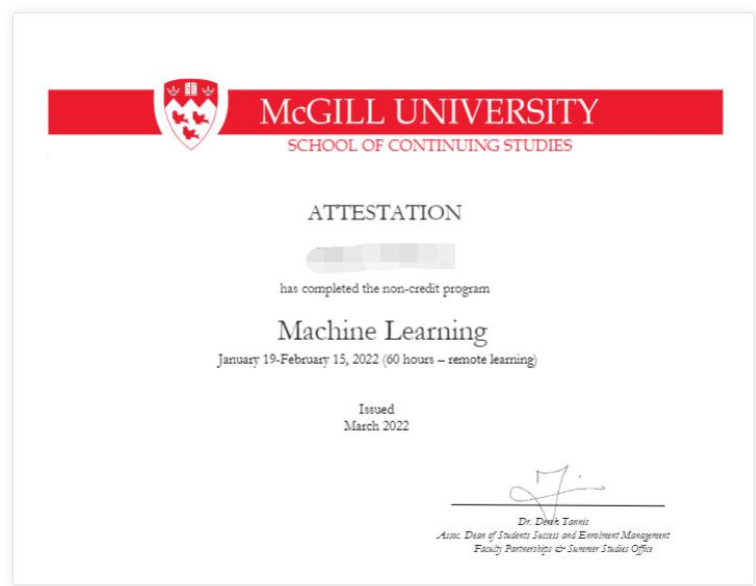 McGILL UNIVERSITY
SCHOOL OF CONTINUING STUDIES
ATTESTATION
has completed the non-credit program
Machine Learning
January 19-February 15, 2022 (60 hours – remote learning)
Issued
March 2022
Dr. Derek Tannis
Assoc. Dean of Students Success and Enrolment Management
Faculty Partnerships & Summer Studies Office